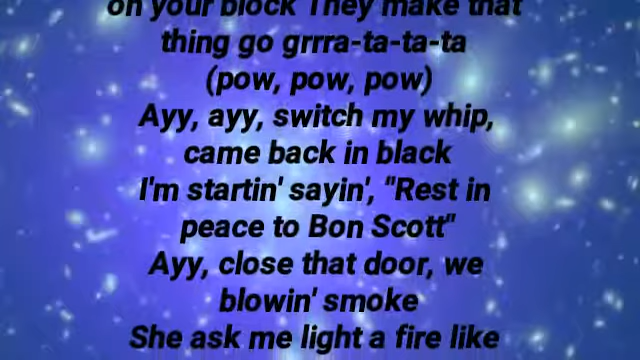 on your block They make that
thing go grrra-ta-ta-ta
(pow, pow, pow)
Ayy, ayy, switch my whip,
came back in black
I'm startin' sayin', "Rest in
peace to Bon Scott"
Ayy, close that door, we
blowin' smoke
She ask me light a fire like